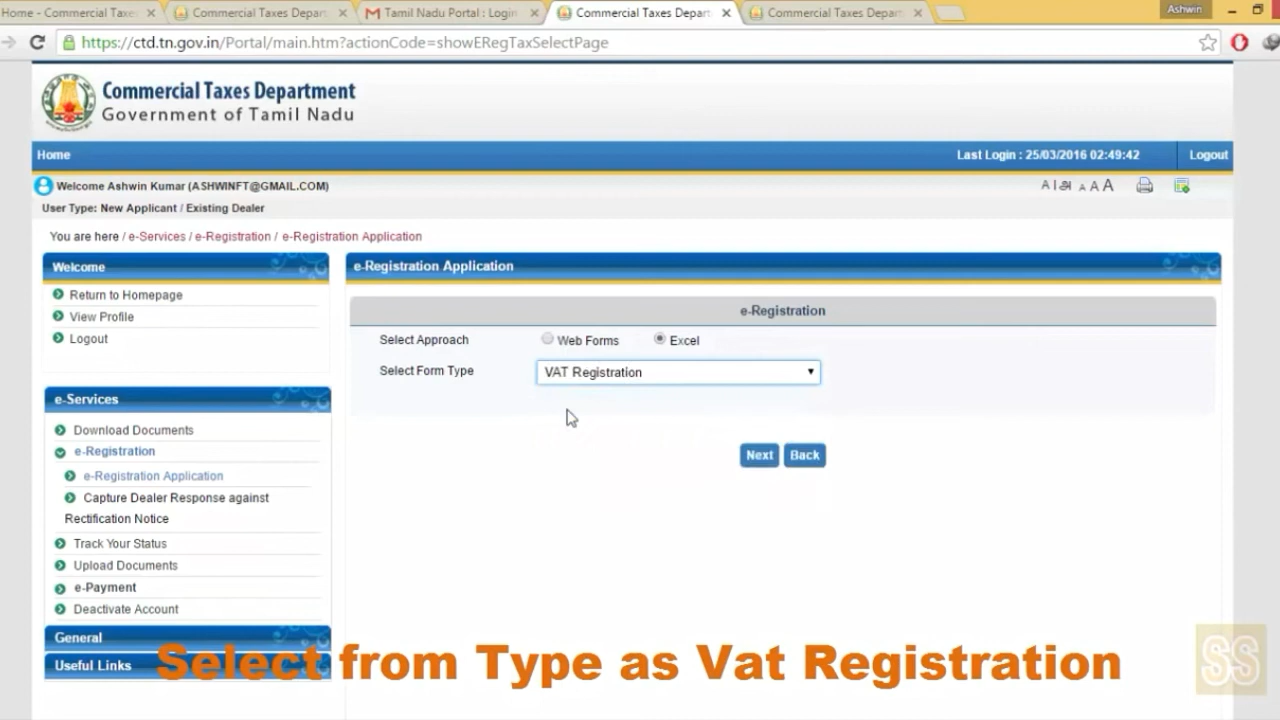 Home - Commercial Taxe
Commercial Taxes Depart
Tamil Nadu Portal : Login
Commercial Taxes Depart
Commercial Taxes Depart
Ashwin
https://ctd.tn.gov.in/Portal/main.htm?actionCode=showERegTaxSelectPage
Commercial Taxes Department
Government of Tamil Nadu
Home
Last Login : 25/03/2016 02:49:42
Logout
Welcome Ashwin Kumar (ASHWINFT@GMAIL.COM)
A | அ A A A
User Type: New Applicant / Existing Dealer
You are here / e-Services / e-Registration / e-Registration Application
Welcome
Return to Homepage
View Profile
Logout
e-Services
Download Documents
e-Registration
e-Registration Application
Capture Dealer Response against
Rectification Notice
Track Your Status
Upload Documents
e-Payment
Deactivate Account
General
Useful Links
e-Registration Application
e-Registration
Select Approach
Web Forms
Excel
Select Form Type
VAT Registration
Next
Back
Select from Type as Vat Registration
SS